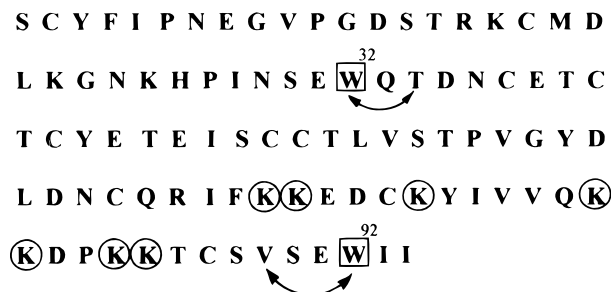 S C Y F I P N E G V P G D S T R K C M D
32
L K G N K H P I N S E W Q T D N C E T C
T C Y E T E I S C C T L V S T P V G Y D
L D N C Q R I F K K E D C K Y I V V Q K
92
K D P K K T C S V S E W I I